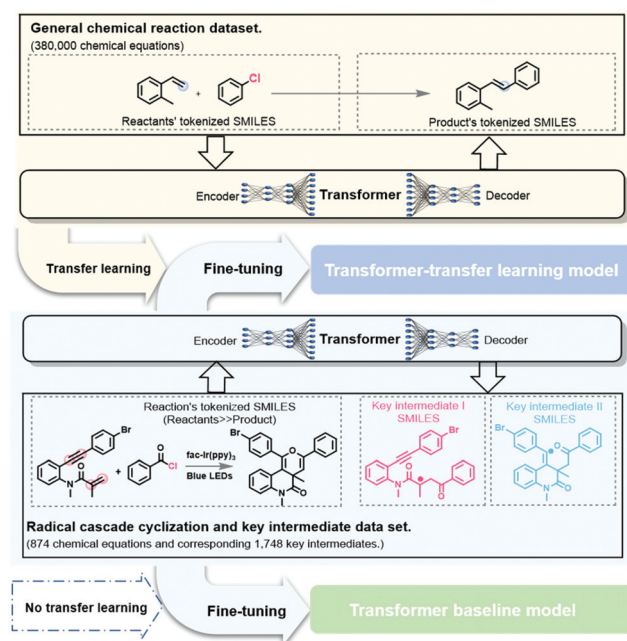 General chemical reaction dataset.
(380,000 chemical equations)
Cl
+
Reactants' tokenized SMILES
Product's tokenized SMILES
Encoder
Transformer
Decoder
Transfer learning
Fine-tuning
Transformer-transfer learning model
Encoder
Transformer
Decoder
Reaction's tokenized SMILES
(Reactants>>Product)
Br
N
O
+
O
Cl
fac-Ir(ppy)3
Blue LEDs
Br
O
N
O
Key intermediate I
SMILES
Br
N
O
O
Key intermediate II
SMILES
Br
O
N
O
Radical cascade cyclization and key intermediate data set.
(874 chemical equations and corresponding 1,748 key intermediates.)
No transfer learning
Fine-tuning
Transformer baseline model